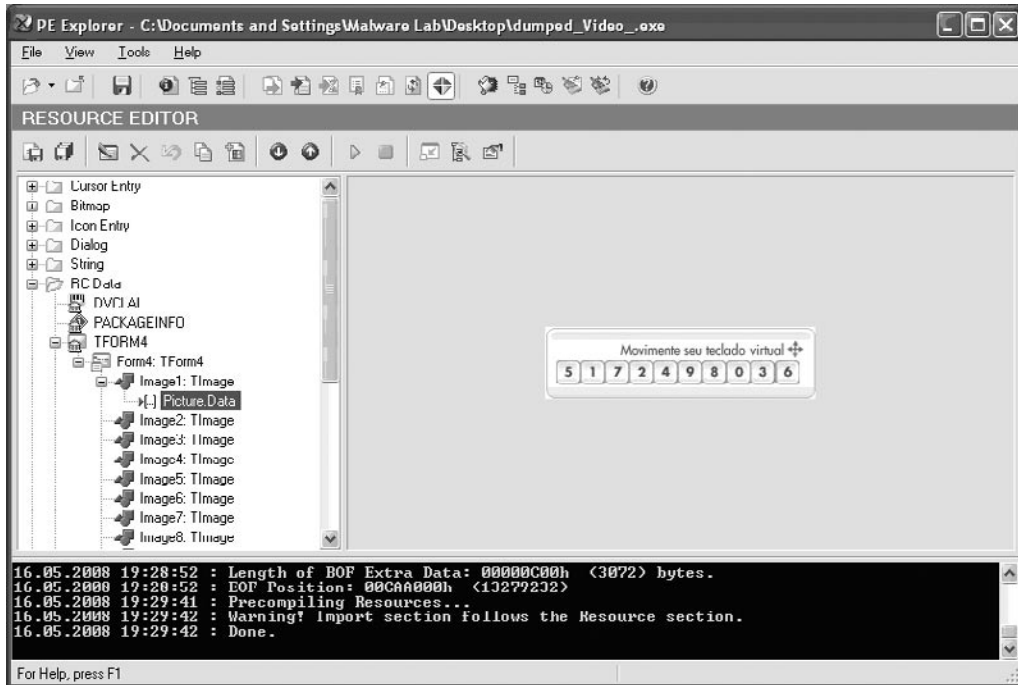 PE Explorer - C:\Documents and Settings\Malware Lab\Desktop\dumped_Video_.exe
File View Tools Help
RESOURCE EDITOR
Cursor Entry
Bitmap
Icon Entry
Dialog
String
RC Data
DVCLAL
PACKAGEINFO
TFORM4
Form4: TForm4
Image1: TImage
[..] Picture.Data
Image2: TImage
Image3: TImage
Image4: TImage
Image5: TImage
Image6: TImage
Image7: TImage
Image8: TImage
Movimente seu teclado virtual
5 1 7 2 4 9 8 0 3 6
16.05.2008 19:28:52 : Length of BOF Extra Data: 00000C00h (3072) bytes.
16.05.2008 19:28:52 : EOF Position: 00CAA000h (13279232)
16.05.2008 19:29:41 : Precompiling Resources...
16.05.2008 19:29:42 : Warning! Import section follows the Resource section.
16.05.2008 19:29:42 : Done.
For Help, press F1